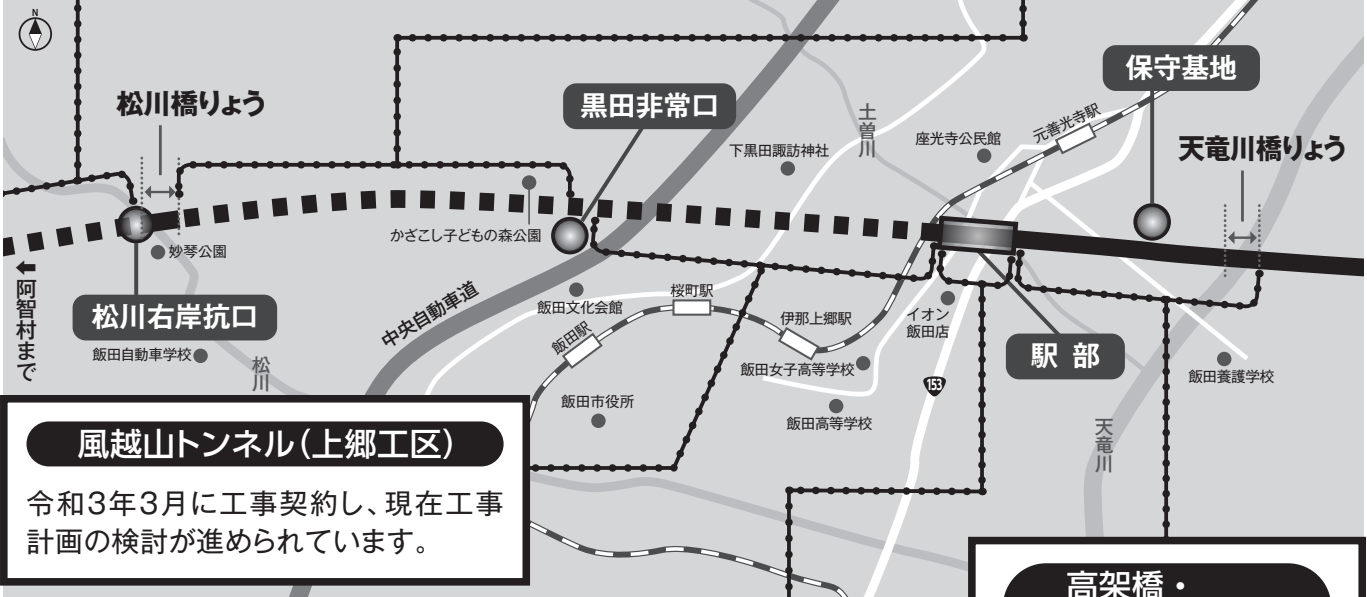 N
保守基地
松川橋りょう
黒田非常口
土曽川
元善光寺駅
座光寺公民館
下黒田諏訪神社
天竜川橋りょう
かざこし子どもの森公園
妙琴公園
←阿智村まで
松川右岸抗口
飯田文化会館
桜町駅
中央自動車道
飯田駅
伊那上郷駅
イオン
飯田店
駅 部
飯田自動車学校
松川
飯田女子高等学校
飯田養護学校
153
飯田市役所
飯田高等学校
天竜川
風越山トンネル(上郷工区)
令和3年3月に工事契約し、現在工事
計画の検討が進められています。
高架橋・